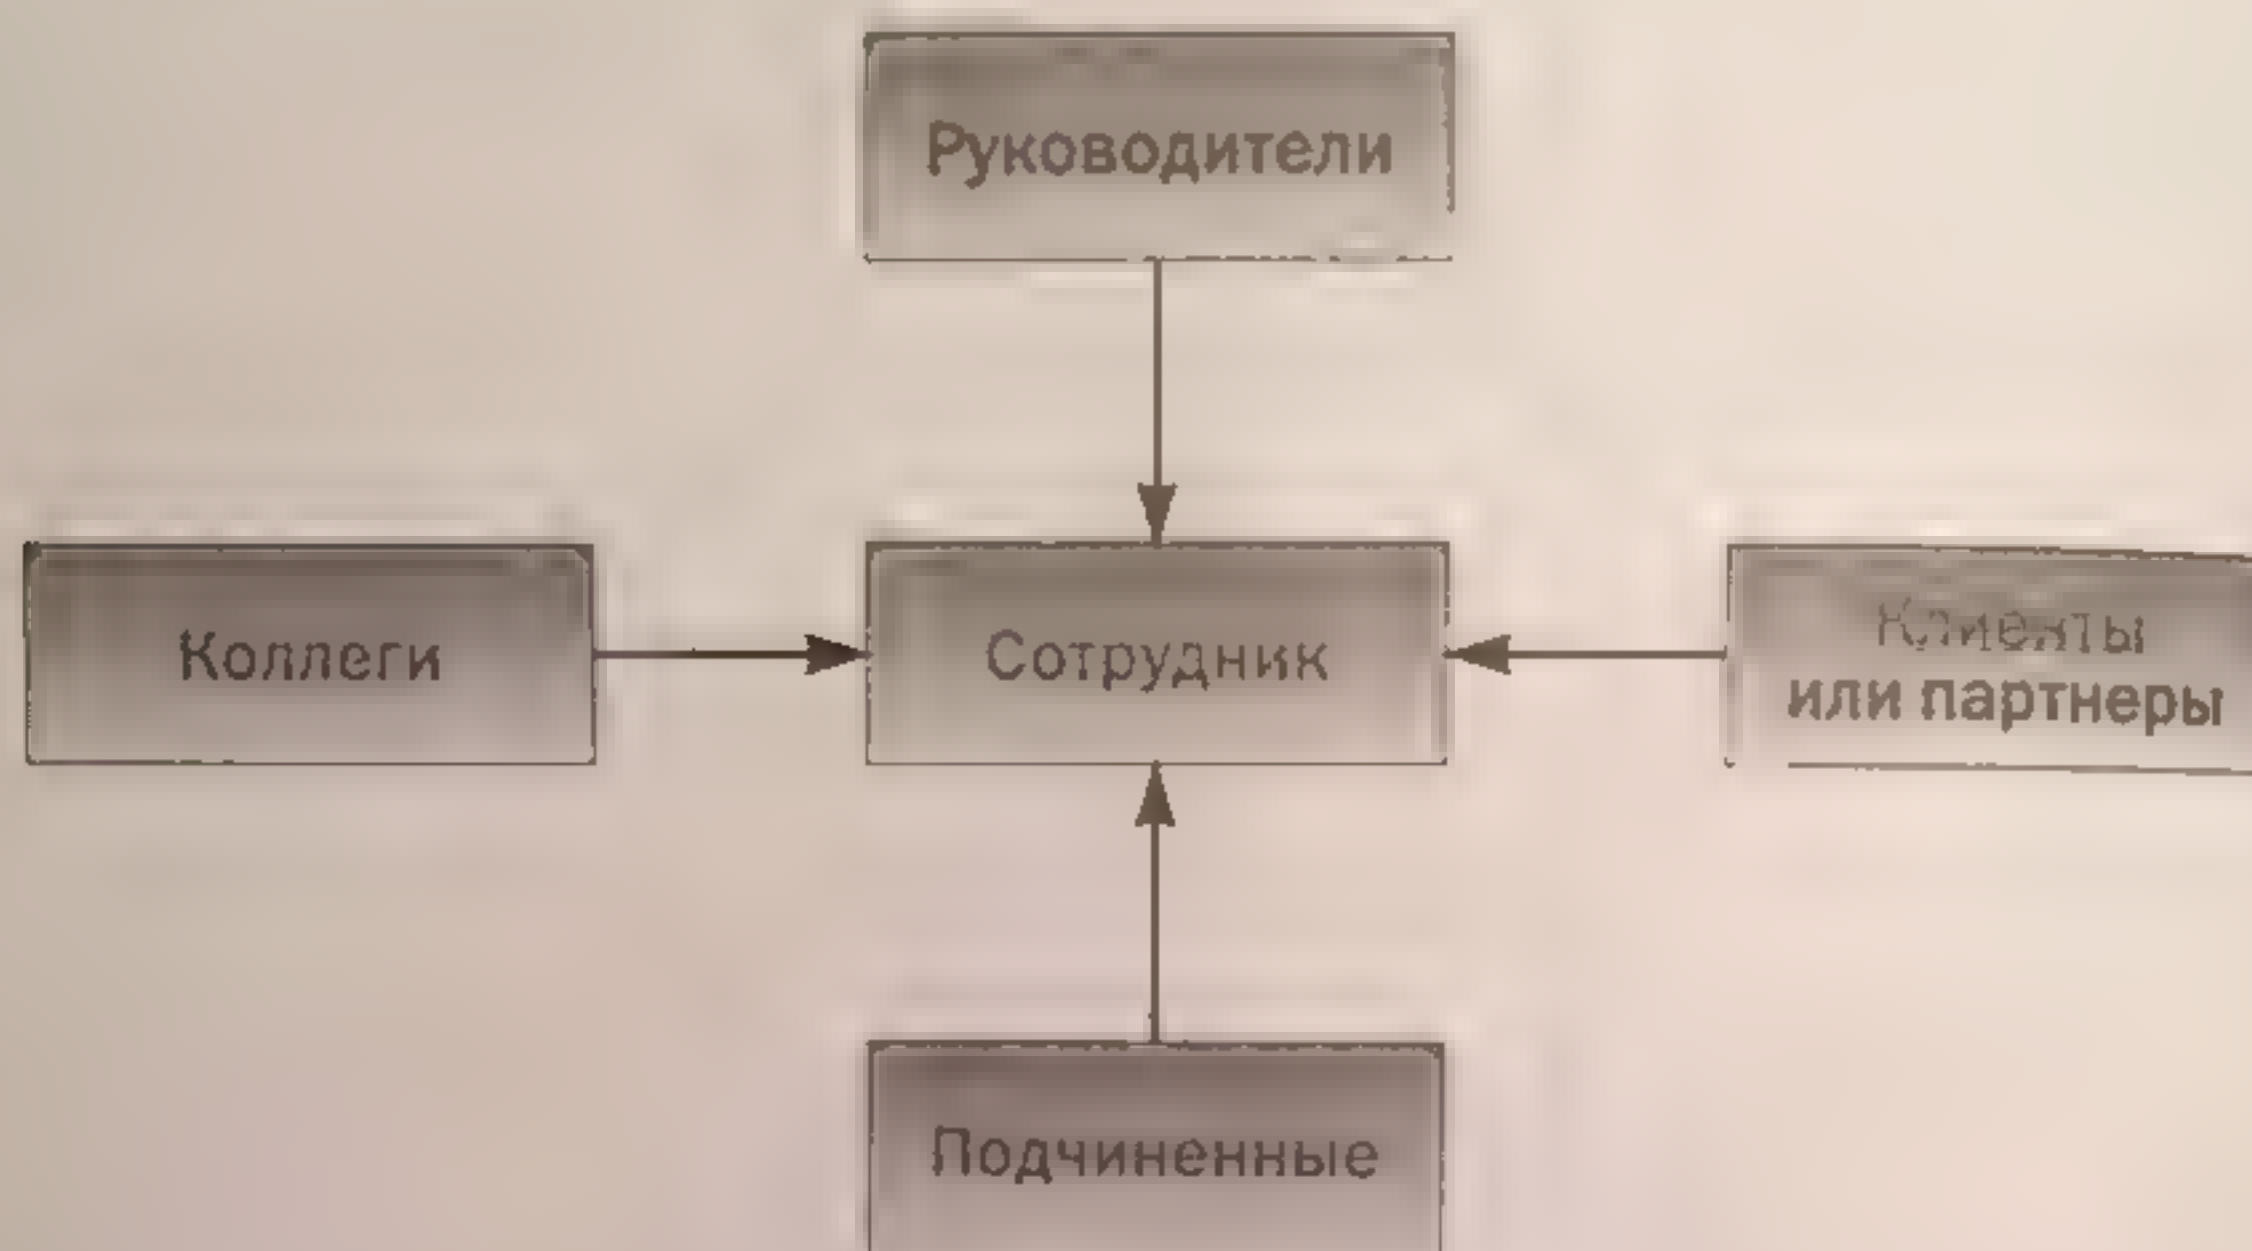 Руководители
Коллеги
Сотрудник
Клиенты
или партнеры
Подчиненные